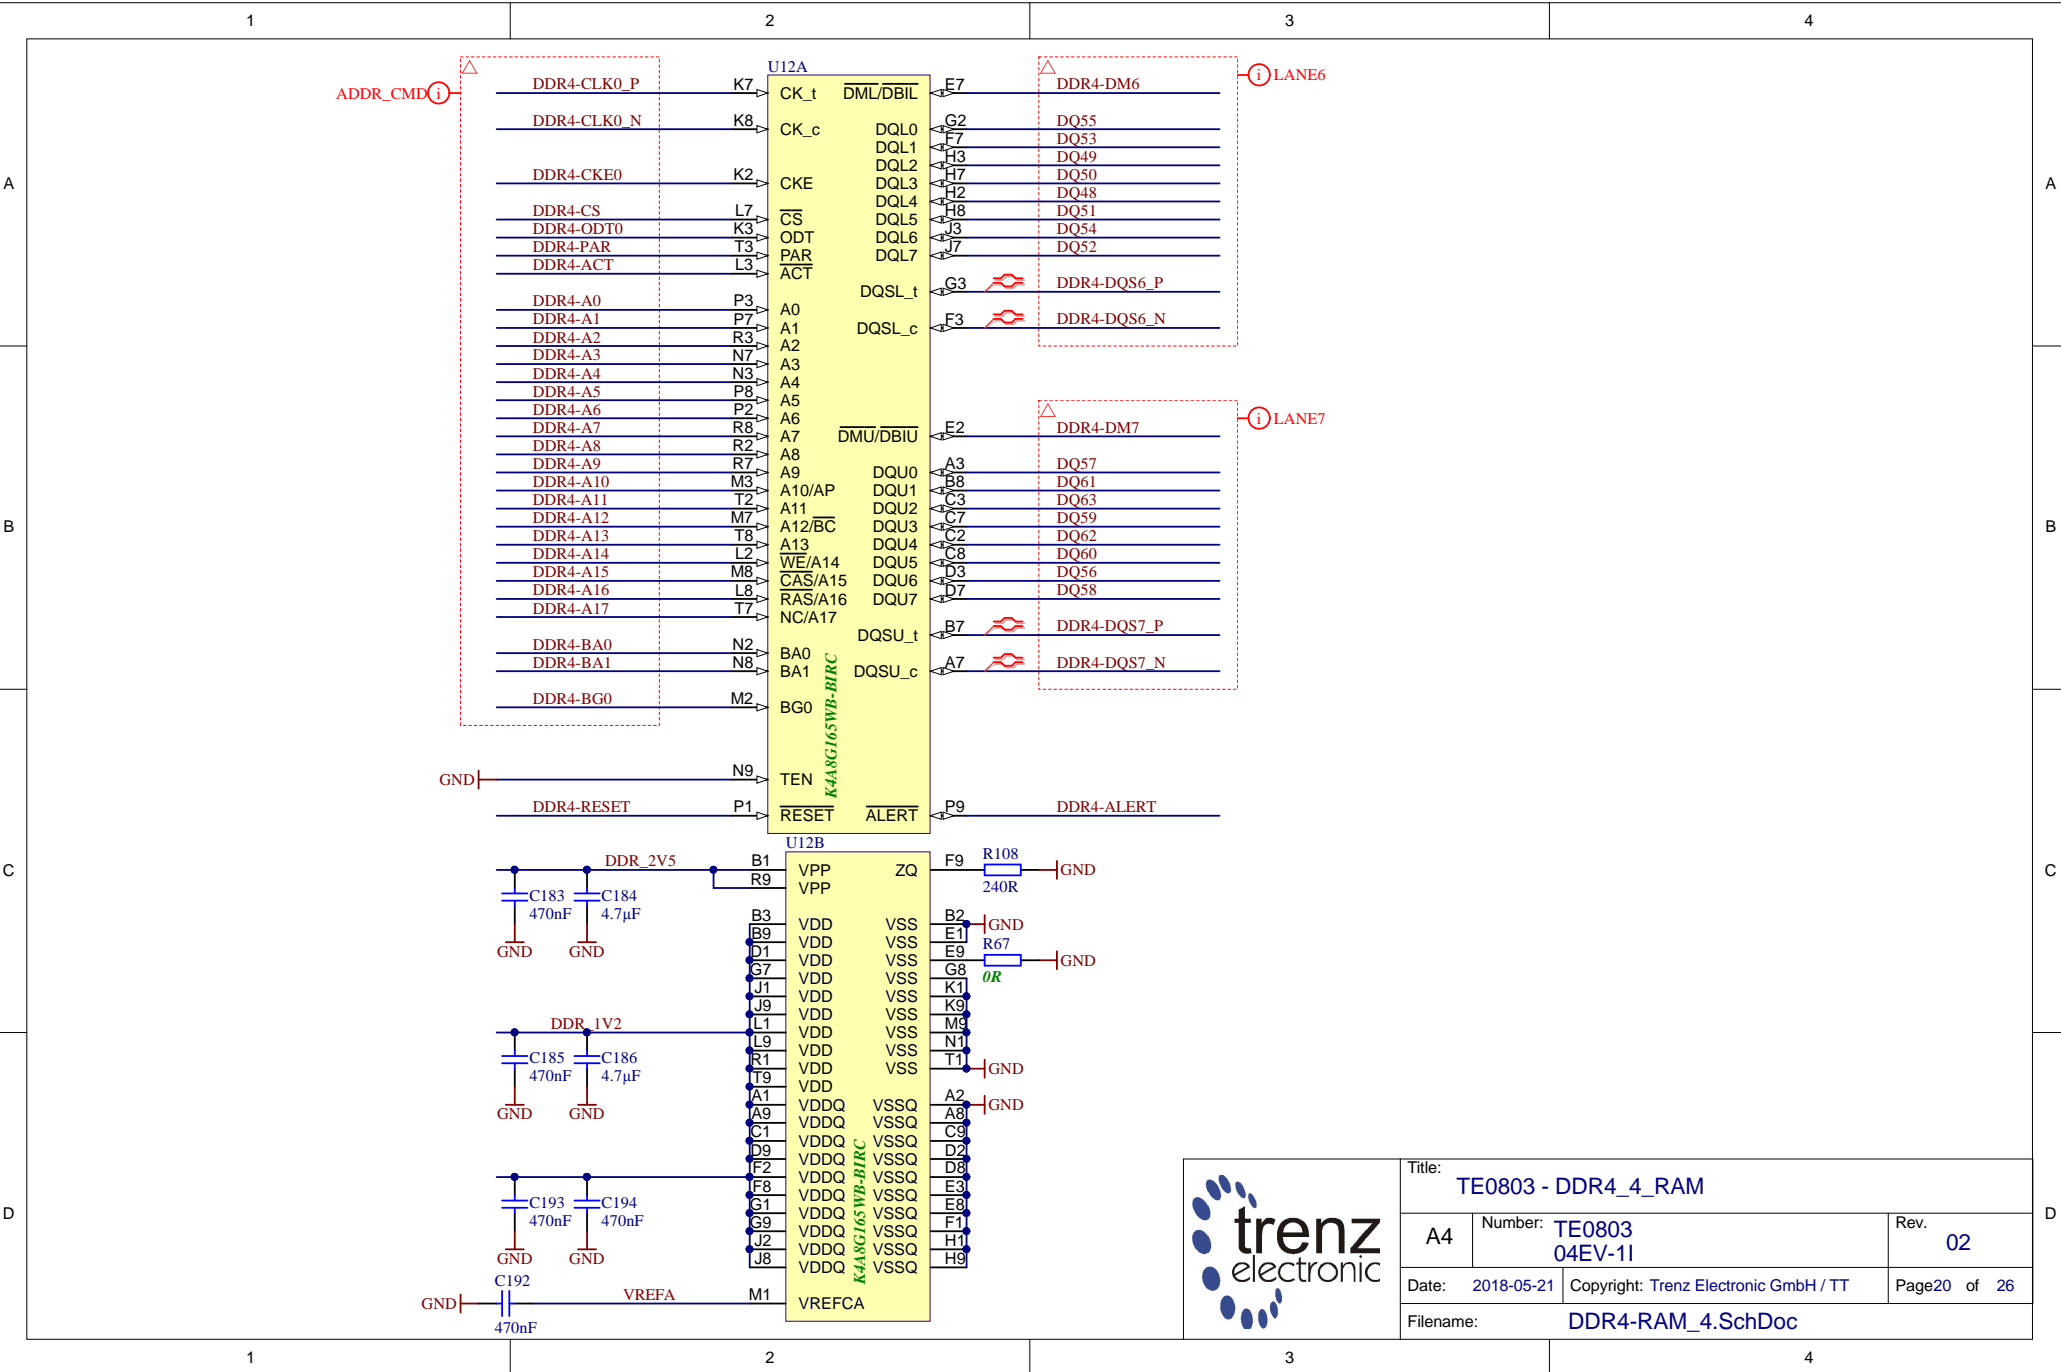 1 2 3 4
A
B
C
D
A
B
C
D
ADDR_CMD i
U12A
DDR4-CLK0_P K7 CK_t
DDR4-CLK0_N K8 CK_c
DDR4-CKE0 K2 CKE
DDR4-CS L7 CS
DDR4-ODT0 K3 ODT
DDR4-PAR T3 PAR
DDR4-ACT L3 ACT
DDR4-A0 P3 A0
DDR4-A1 P7 A1
DDR4-A2 R3 A2
DDR4-A3 N7 A3
DDR4-A4 N3 A4
DDR4-A5 P8 A5
DDR4-A6 P2 A6
DDR4-A7 R8 A7
DDR4-A8 R2 A8
DDR4-A9 R7 A9
DDR4-A10 M3 A10/AP
DDR4-A11 T2 A11
DDR4-A12 M7 A12/BC
DDR4-A13 T8 A13
DDR4-A14 L2 WE/A14
DDR4-A15 M8 CAS/A15
DDR4-A16 L8 RAS/A16
DDR4-A17 T7 NC/A17
DDR4-BA0 N2 BA0
DDR4-BA1 N8 BA1
DDR4-BG0 M2 BG0
GND N9 TEN
DDR4-RESET P1 RESET
K4A8G165WB-BIRC
DML/DBIL E7 DDR4-DM6
i LANE6
DQL0 G2 DQ55
DQL1 F7 DQ53
DQL2 H3 DQ49
DQL3 H7 DQ50
DQL4 H2 DQ48
DQL5 H8 DQ51
DQL6 J3 DQ54
DQL7 J7 DQ52
DQSL_t G3 DDR4-DQS6_P
DQSL_c F3 DDR4-DQS6_N
i LANE7
DMU/DBIU E2 DDR4-DM7
DQU0 A3 DQ57
DQU1 B8 DQ61
DQU2 C3 DQ63
DQU3 C7 DQ59
DQU4 C2 DQ62
DQU5 C8 DQ60
DQU6 D3 DQ56
DQU7 D7 DQ58
DQSU_t B7 DDR4-DQS7_P
DQSU_c A7 DDR4-DQS7_N
ALERT P9 DDR4-ALERT
U12B
DDR_2V5 B1 VPP
R9 VPP
C183
470nF
GND
C184
4.7µF
GND
B3 VDD
B9 VDD
D1 VDD
G7 VDD
J1 VDD
J9 VDD
DDR_1V2 L1 VDD
L9 VDD
R1 VDD
T9 VDD
C185
470nF
GND
C186
4.7µF
GND
A1 VDDQ
A9 VDDQ
C1 VDDQ
D9 VDDQ
F2 VDDQ
F8 VDDQ
G1 VDDQ
G9 VDDQ
J2 VDDQ
J8 VDDQ
C193
470nF
GND
C194
470nF
GND
GND C192 VREFA M1 VREFCA
470nF
K4A8G165WB-BIRC
ZQ F9 R108 GND
240R
VSS B2 GND
VSS E1
VSS E9 R67 GND
0R
VSS G8
VSS K1
VSS K9
VSS M9
VSS N1
VSS T1 GND
VSSQ A2 GND
VSSQ A8
VSSQ C9
VSSQ D2
VSSQ D8
VSSQ E3
VSSQ E8
VSSQ F1
VSSQ H1
VSSQ H9
trenz
electronic
Title:
TE0803 - DDR4_4_RAM
A4 Number: TE0803
04EV-1I
Rev.
02
Date: 2018-05-21 Copyright: Trenz Electronic GmbH / TT Page20 of 26
Filename: DDR4-RAM_4.SchDoc
1 2 3 4